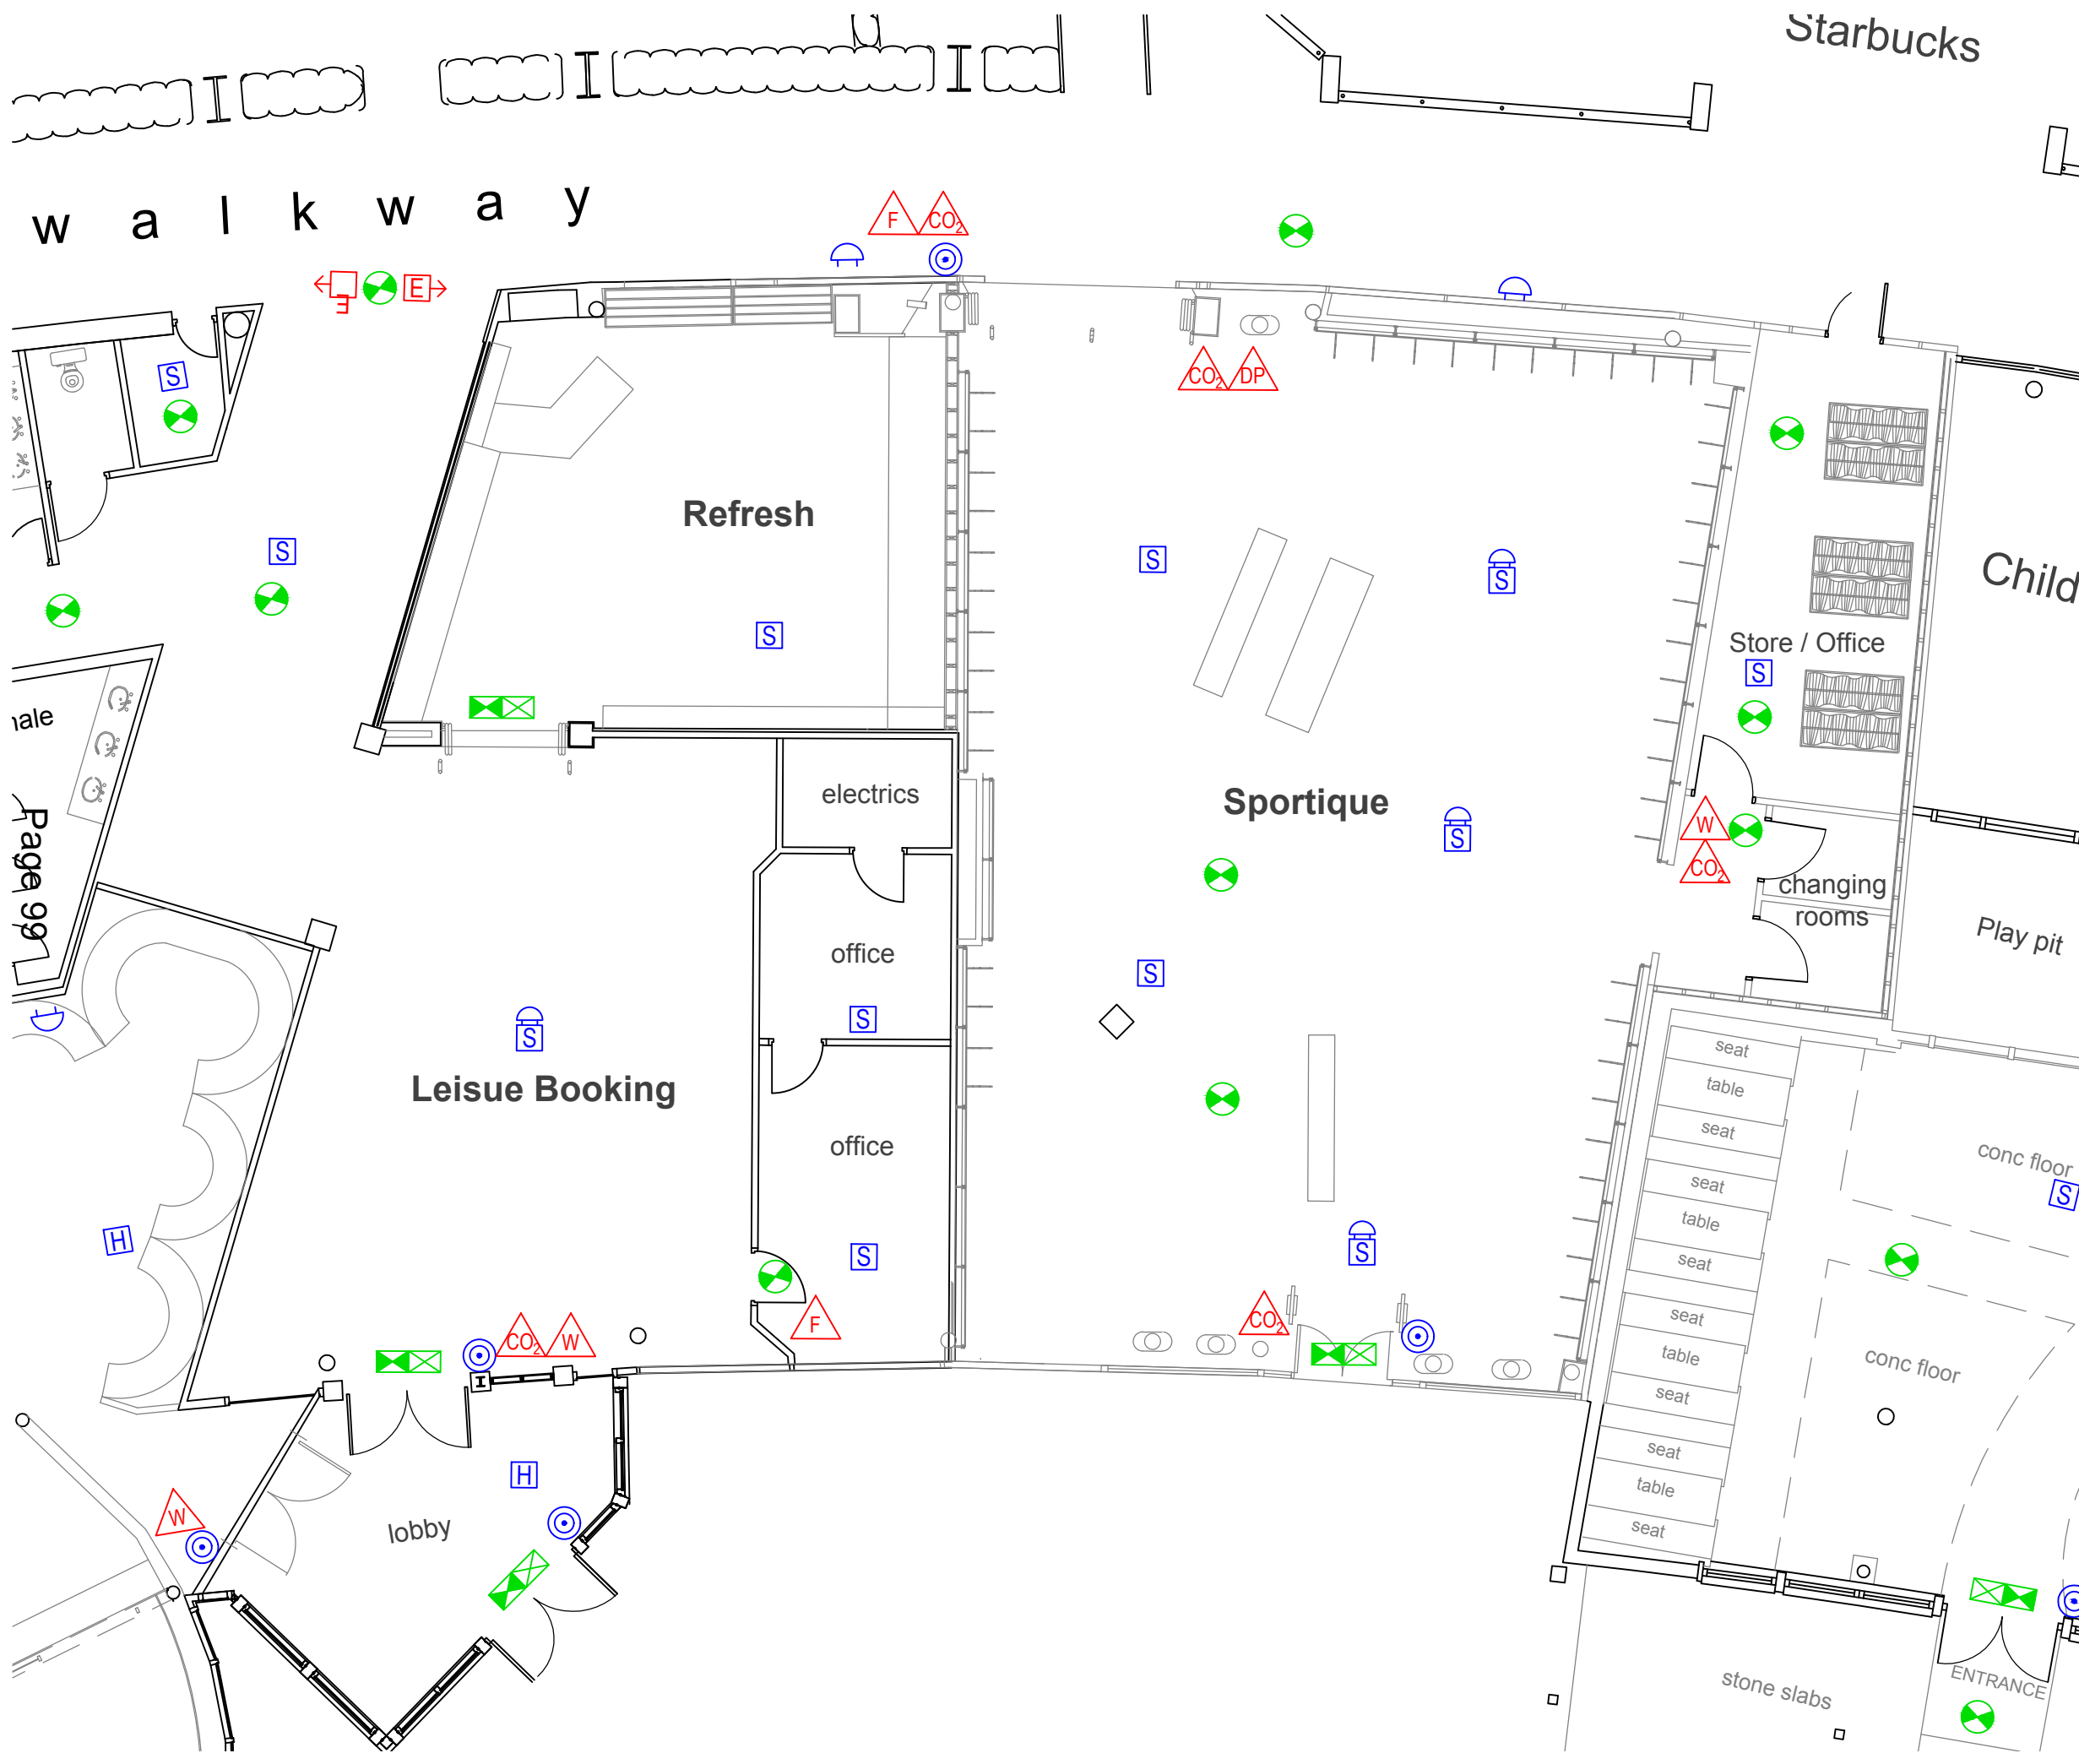 Starbucks
walkway
F
CO2
E
E
CO2
DP
S
Refresh
S
S
S
Child
S
Store / Office
S
nale
electrics
Sportique
W
S
CO2
Page 99
changing
rooms
Play pit
office
S
S
S
seat
Leisue Booking
table
seat
office
conc floor
seat
S
table
H
S
S
seat
seat
CO2
W
F
CO2
table
conc floor
seat
seat
H
table
W
lobby
seat
stone slabs
ENTRANCE